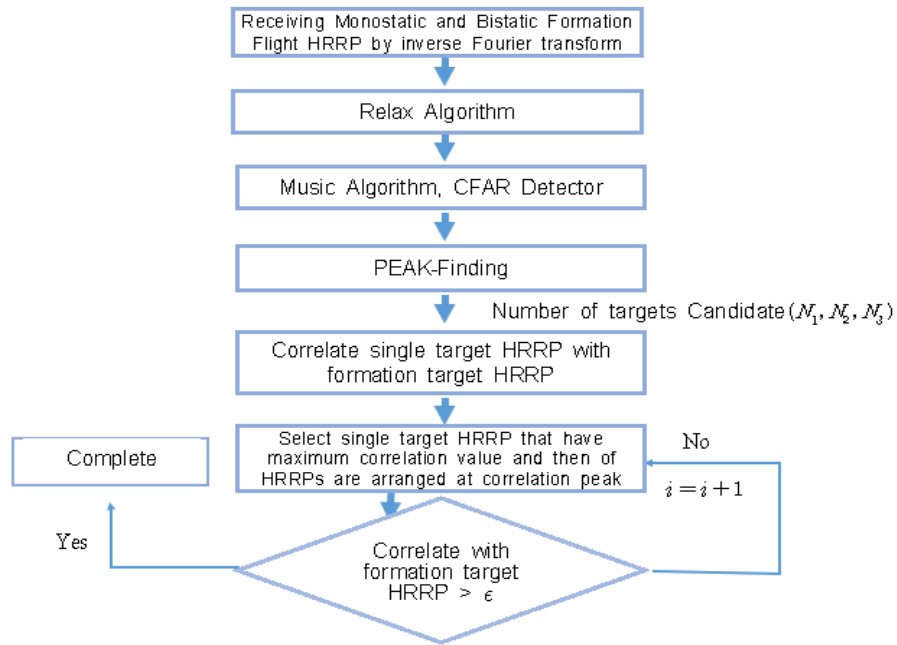 Receiving Monostatic and Bistatic Formation
Flight HRRP by inverse Fourier transform
Relax Algorithm
Music Algorithm, CFAR Detector
PEAK-Finding
Number of targets Candidate(N₁, N₂, N₃)
Correlate single target HRRP with
formation target HRRP
Select single target HRRP that have
maximum correlation value and then of
HRRPs are arranged at correlation peak
No
i = i + 1
Complete
Yes
Correlate with
formation target
HRRP > ϵ